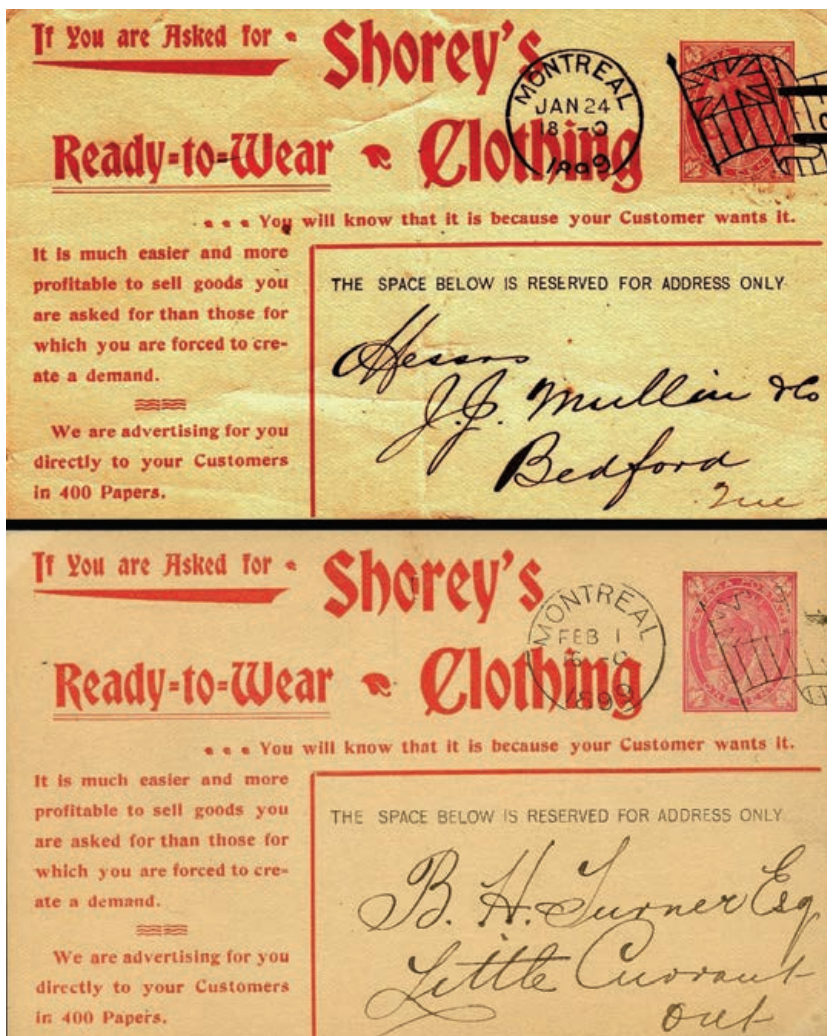 If You are Asked for
Shorey's
Ready=to=Wear
Clothing
MONTREAL
JAN 24
18 - 0
1899
You will know that it is because your Customer wants it.
It is much easier and more
profitable to sell goods you
are asked for than those for
which you are forced to cre-
ate a demand.
We are advertising for you
directly to your Customers
in 400 Papers.
THE SPACE BELOW IS RESERVED FOR ADDRESS ONLY
Messrs
J.J. Mullin & Co
Bedford
Que
If You are Asked for
Shorey's
Ready=to=Wear
Clothing
MONTREAL
FEB 1
1899
You will know that it is because your Customer wants it.
It is much easier and more
profitable to sell goods you
are asked for than those for
which you are forced to cre-
ate a demand.
We are advertising for you
directly to your Customers
in 400 Papers.
THE SPACE BELOW IS RESERVED FOR ADDRESS ONLY
B. H. Turner Esq
Little Currant
Ont